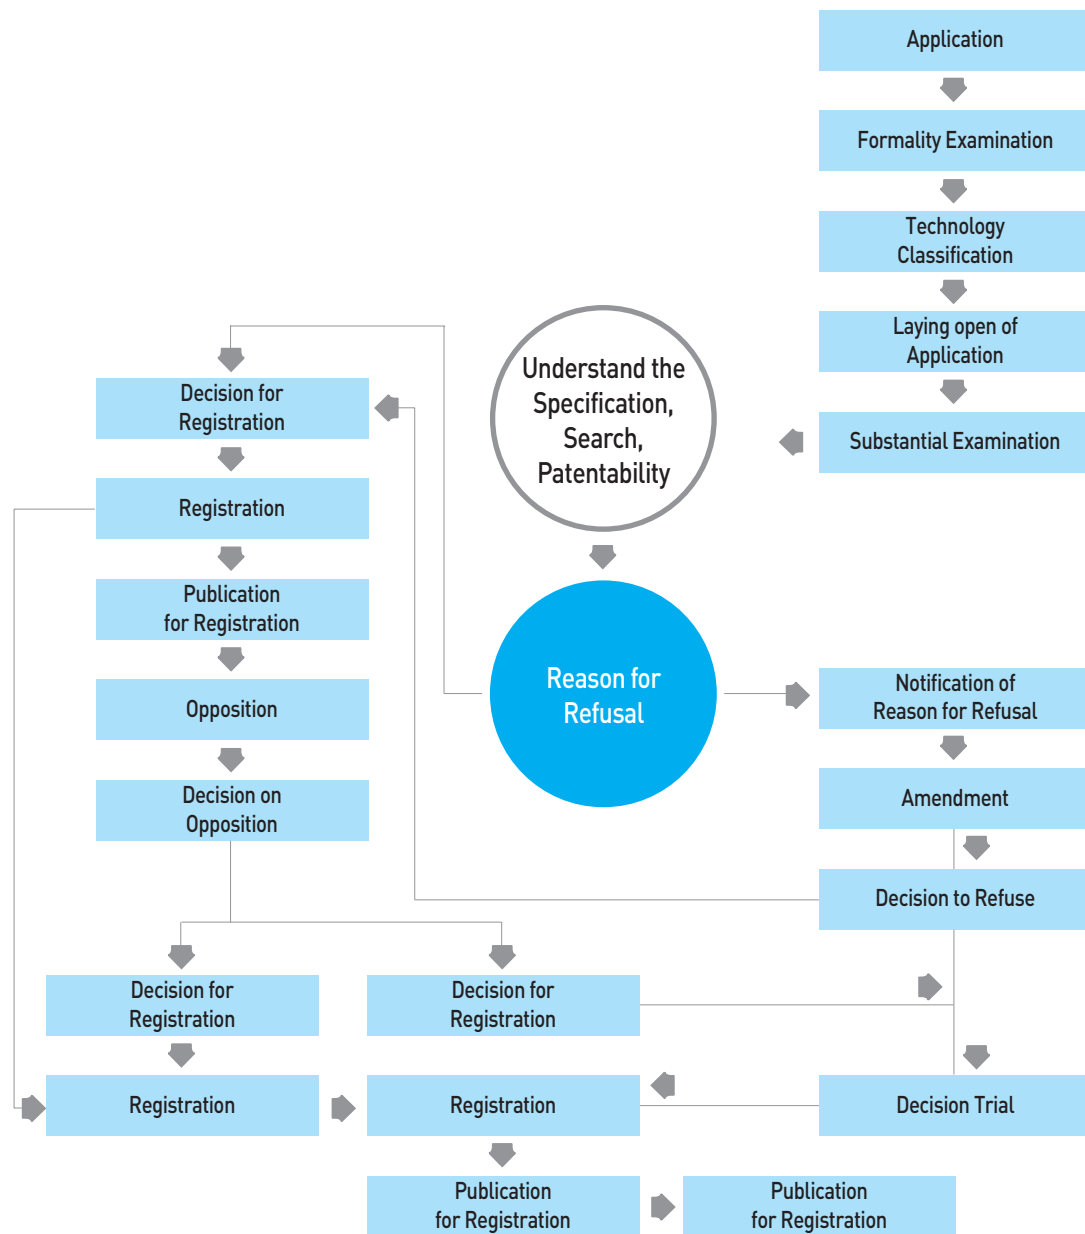 Application
Formality Examination
Technology
Classification
Laying open of
Application
Substantial Examination
Understand the
Specification,
Search,
Patentability
Reason for
Refusal
Decision for
Registration
Registration
Publication
for Registration
Opposition
Decision on
Opposition
Notification of
Reason for Refusal
Amendment
Decision to Refuse
Decision for
Registration
Decision for
Registration
Registration
Registration
Decision Trial
Publication
for Registration
Publication
for Registration